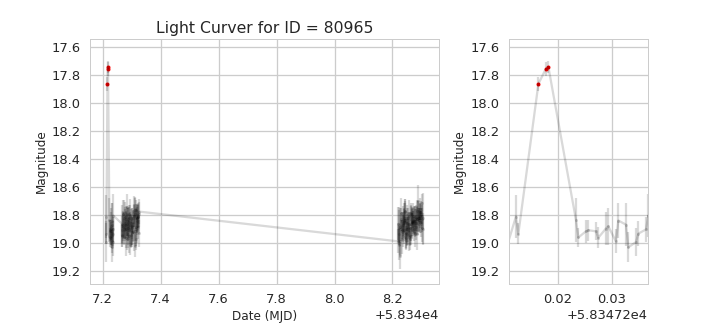 Light Curver for ID = 80965
17.6
17.8
18.0
18.2
18.4
18.6
18.8
19.0
19.2
Magnitude
7.2 7.4 7.6 7.8 8.0 8.2
Date (MJD)
+5.834e4
17.6
17.8
18.0
18.2
18.4
18.6
18.8
19.0
19.2
Magnitude
0.02 0.03
+5.83472e4